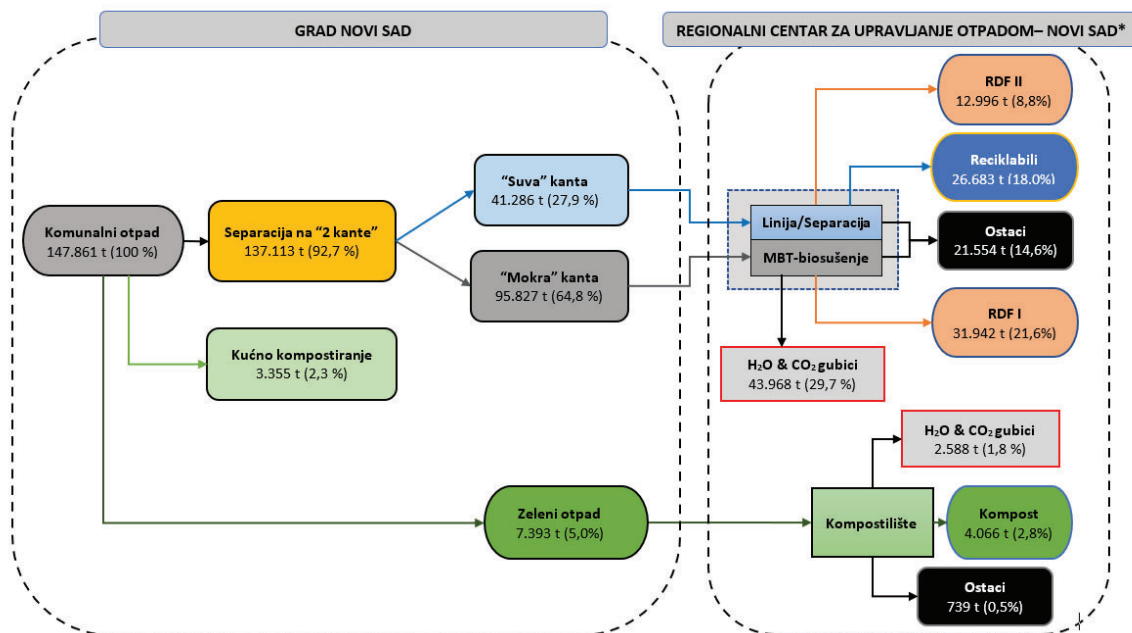 GRAD NOVI SAD
REGIONALNI CENTAR ZA UPRAVLJANJE OTPADOM– NOVI SAD*
Komunalni otpad
147.861 t (100 %)
Separacija na “2 kante”
137.113 t (92,7 %)
Kućno kompostiranje
3.355 t (2,3 %)
“Suva” kanta
41.286 t (27,9 %)
“Mokra” kanta
95.827 t (64,8 %)
Zeleni otpad
7.393 t (5,0%)
Linija/Separacija
MBT-biosušenje
RDF II
12.996 t (8,8%)
Reciklabili
26.683 t (18.0%)
Ostaci
21.554 t (14,6%)
RDF I
31.942 t (21,6%)
H₂O & CO₂ gubici
43.968 t (29,7 %)
H₂O & CO₂ gubici
2.588 t (1,8 %)
Kompostilište
Kompost
4.066 t (2,8%)
Ostaci
739 t (0,5%)